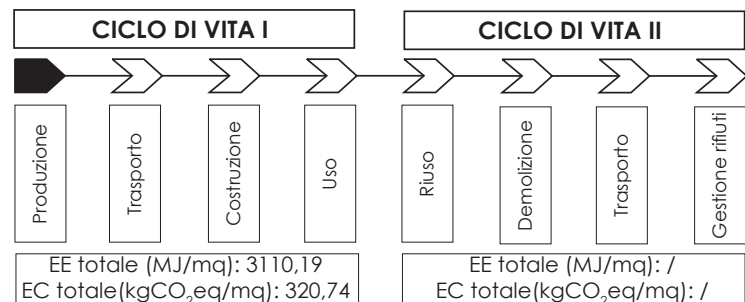 CICLO DI VITA I
CICLO DI VITA II
Produzione
Trasporto
Costruzione
Uso
Riuso
Demolizione
Trasporto
Gestione rifiuti
EE totale (MJ/mq): 3110,19
EC totale(kgCO₂eq/mq): 320,74
EE totale (MJ/mq): /
EC totale(kgCO₂eq/mq): /